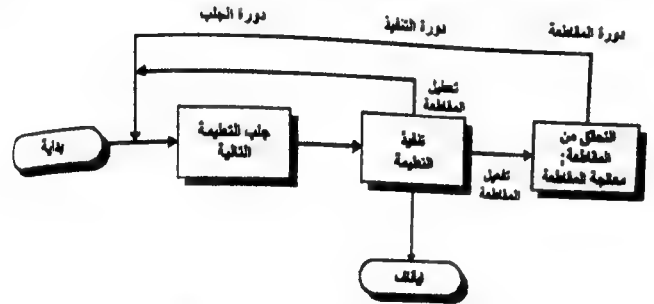 دورة الجلب
دورة التنفيذ
دورة المقاطعة
تعطيل
المقاطعة
بداية
جلب التعليمة
التالية
تنفيذ
التعليمة
التحقق من
المقاطعة :
معالجة المقاطعة
تفعيل
المقاطعة
إيقاف